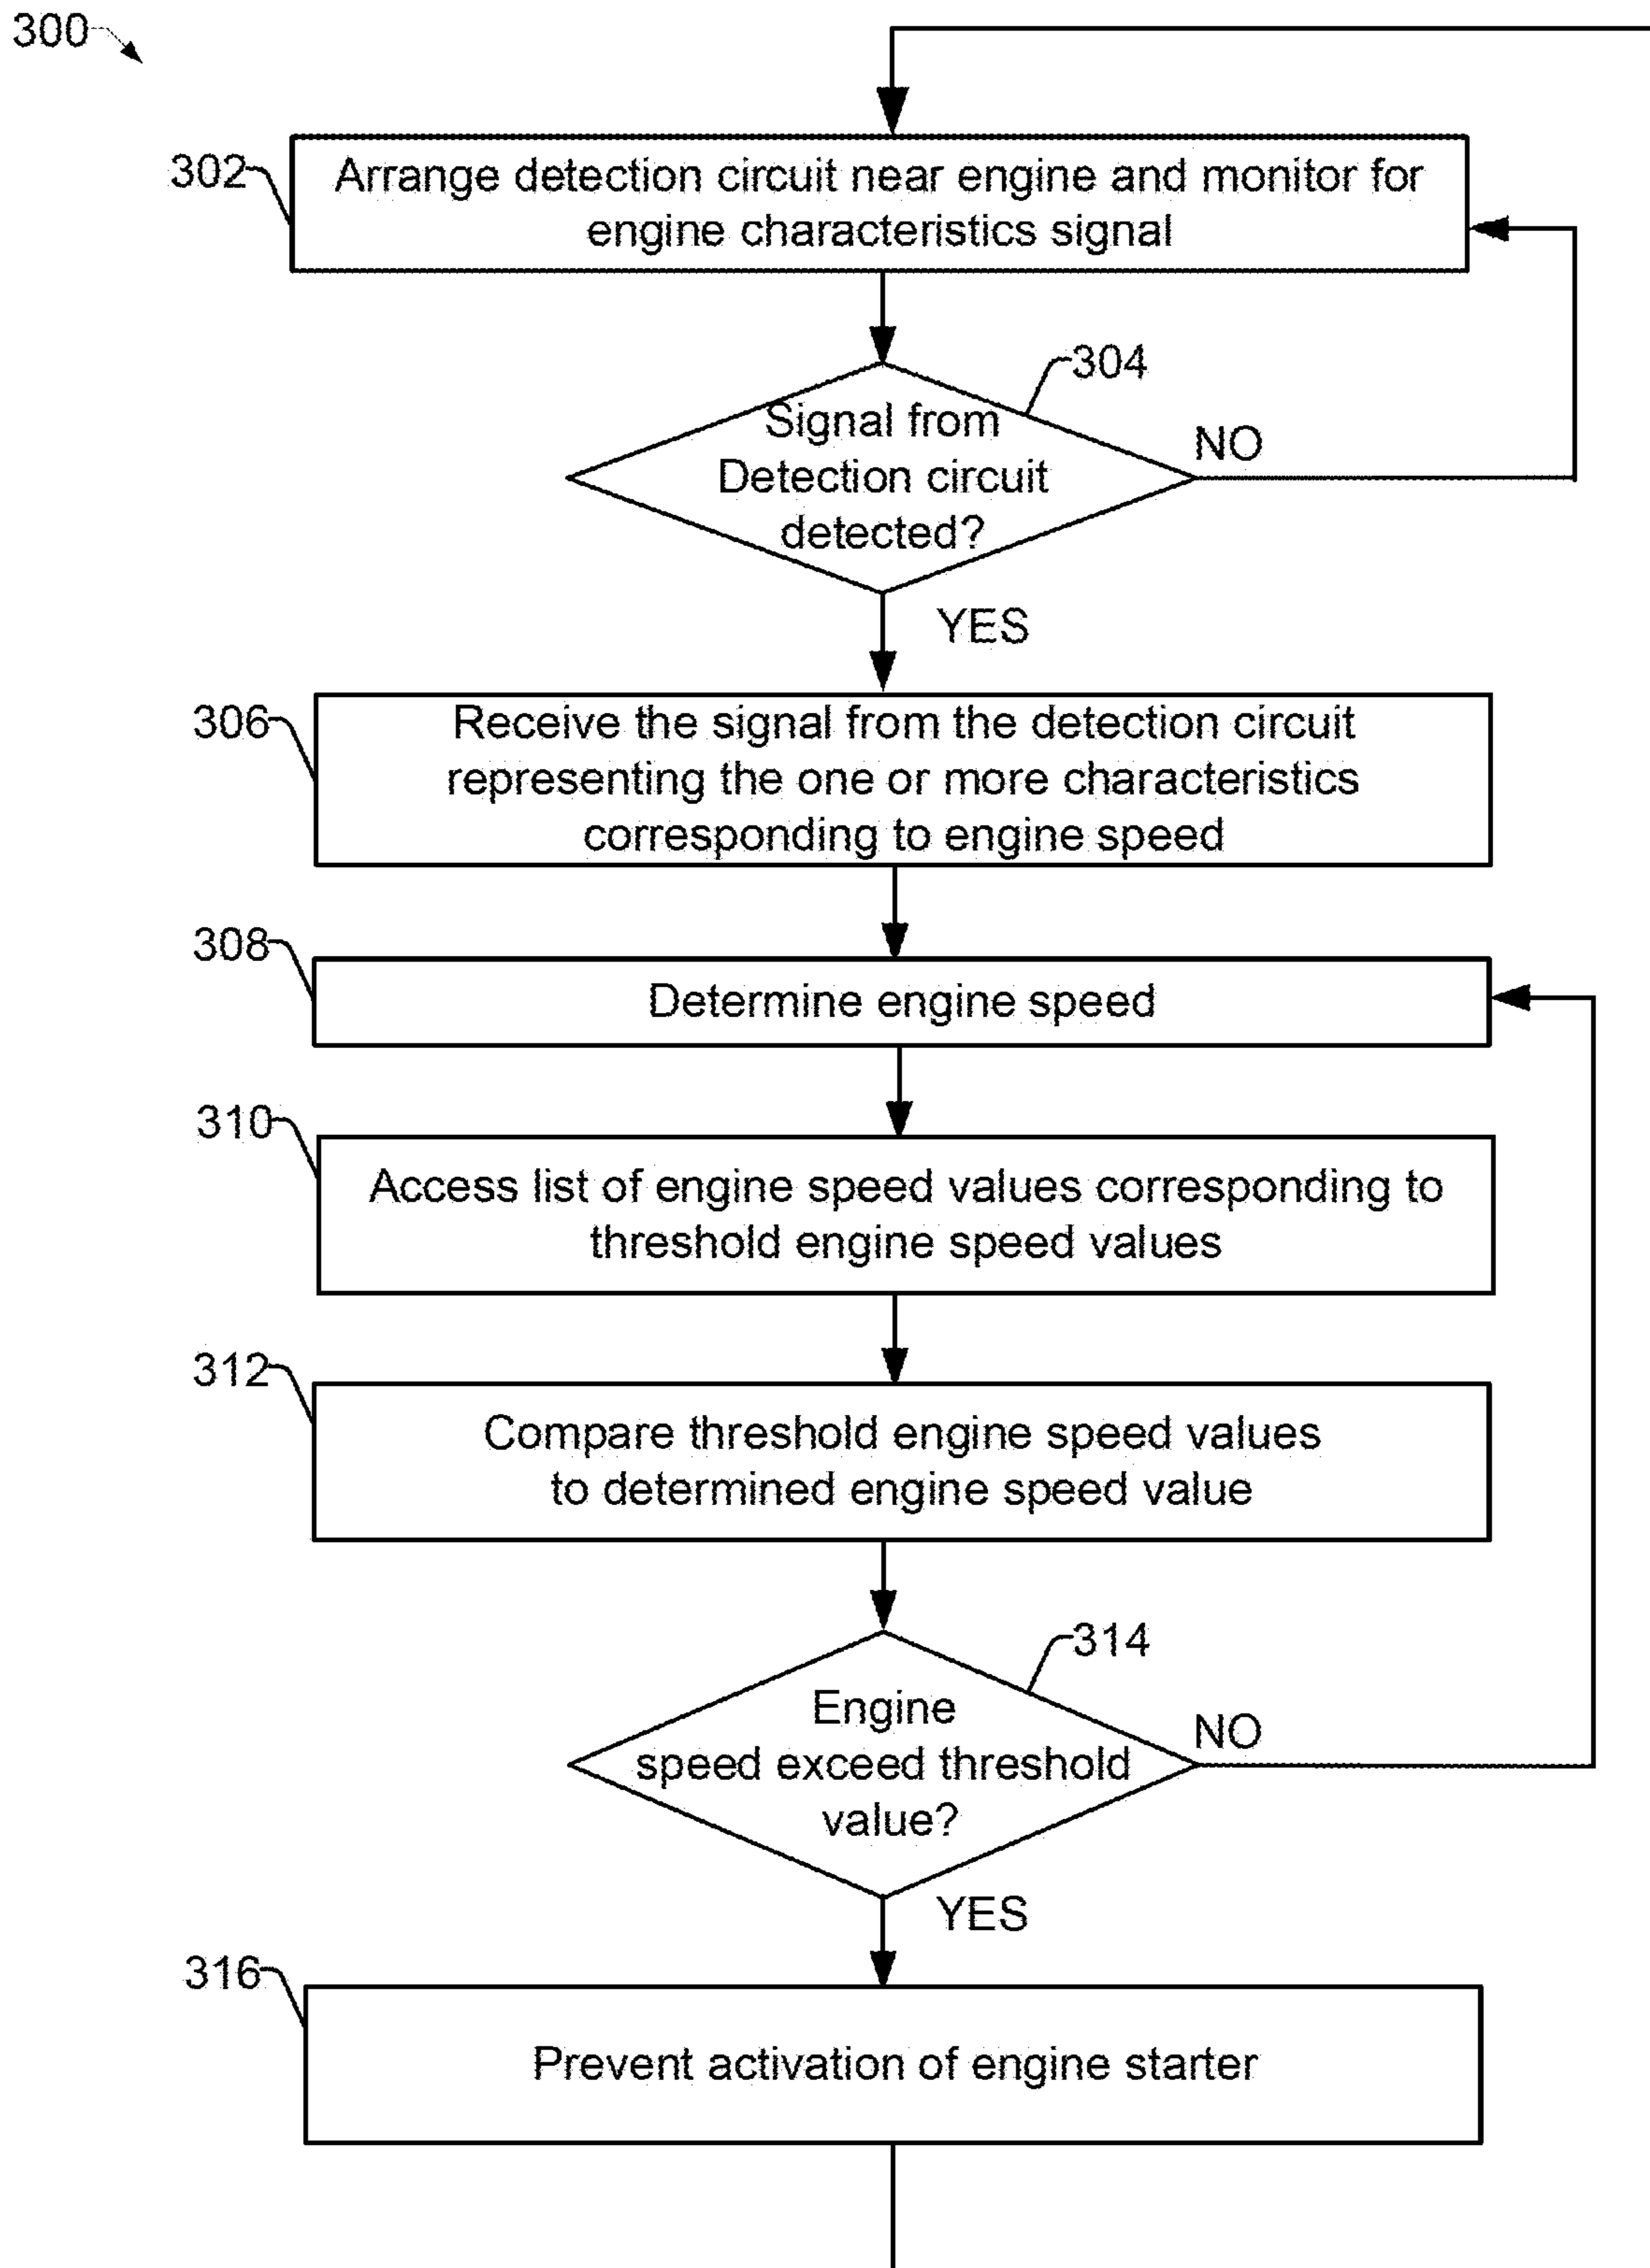 300
302
Arrange detection circuit near engine and monitor for
engine characteristics signal
304
Signal from
Detection circuit
detected?
NO
YES
306
Receive the signal from the detection circuit
representing the one or more characteristics
corresponding to engine speed
308
Determine engine speed
310
Access list of engine speed values corresponding to
threshold engine speed values
312
Compare threshold engine speed values
to determined engine speed value
314
Engine
speed exceed threshold
value?
NO
YES
316
Prevent activation of engine starter